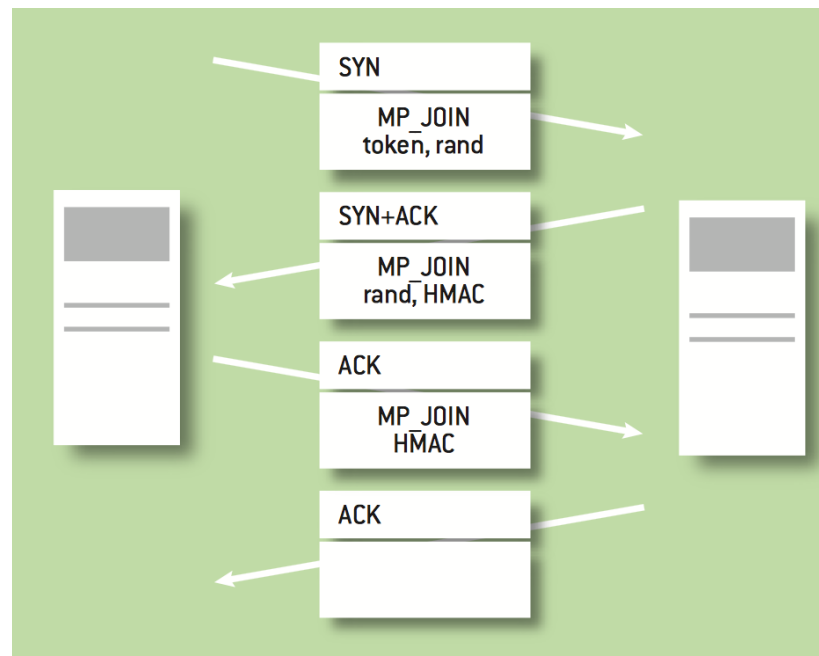 SYN
MP_JOIN
token, rand
SYN+ACK
MP_JOIN
rand, HMAC
ACK
MP_JOIN
HMAC
ACK